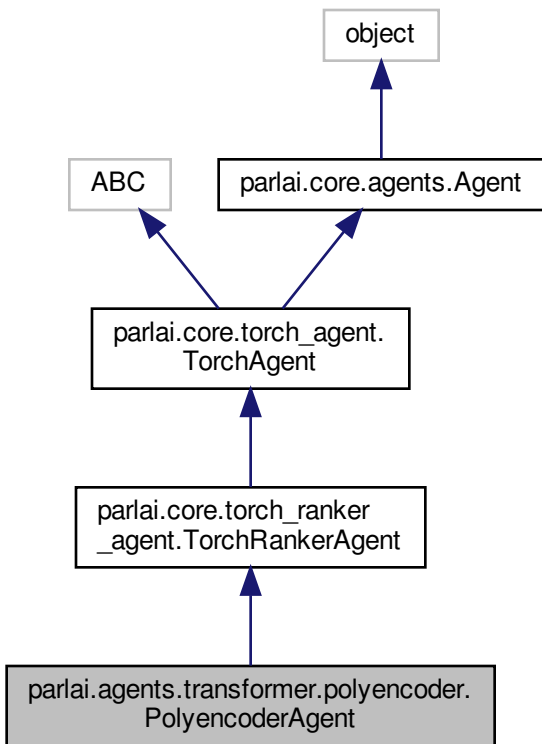 object
ABC
parlai.core.agents.Agent
parlai.core.torch_agent.
TorchAgent
parlai.core.torch_ranker
_agent.TorchRankerAgent
parlai.agents.transformer.polyencoder.
PolyencoderAgent